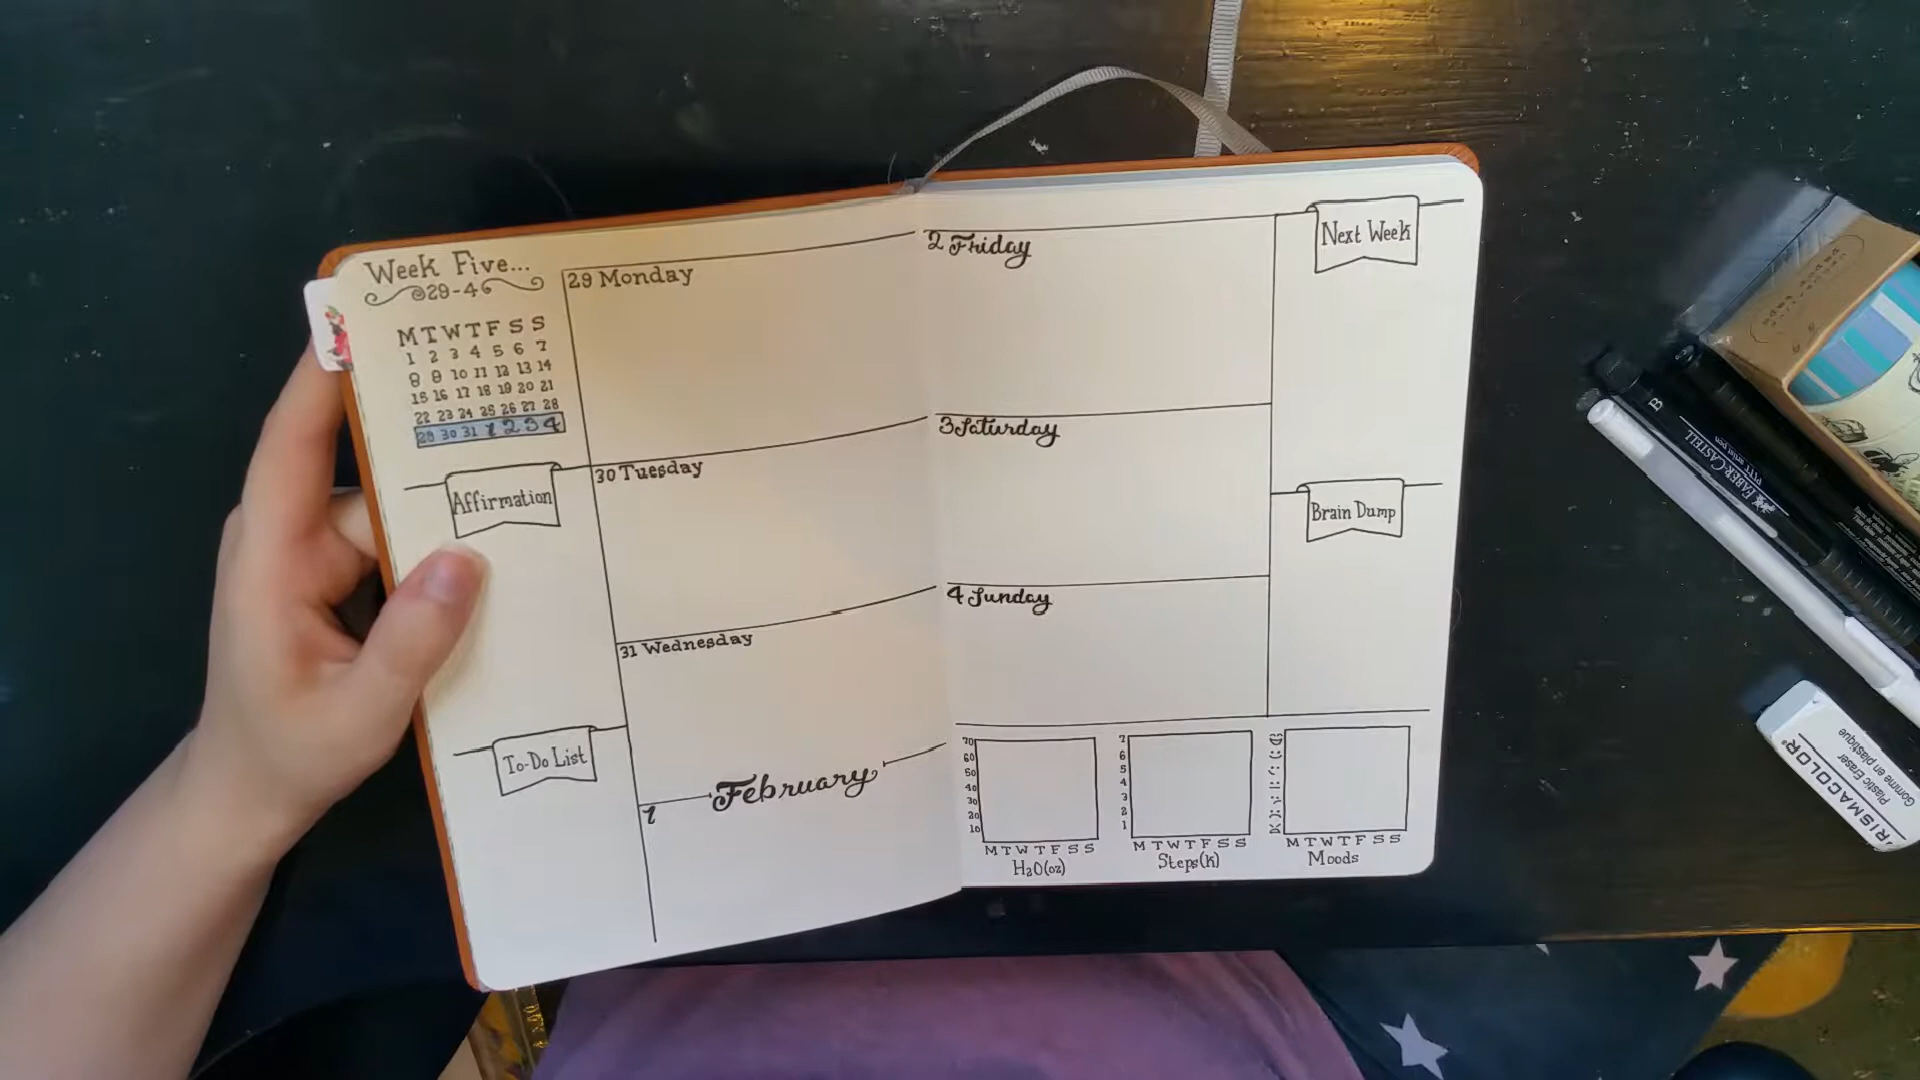 Week Five...
29-4
M T W T F S S
1 2 3 4 5 6 7
8 9 10 11 12 13 14
15 16 17 18 19 20 21
22 23 24 25 26 27 28
29 30 31 1 2 3 4
Affirmation
To-Do List
29 Monday
30 Tuesday
31 Wednesday
February
1
2 Friday
3 Saturday
4 Sunday
Next Week
Brain Dump
70
60
50
40
30
20
10
M T W T F S S
H2O(oz)
7
6
5
4
3
2
1
M T W T F S S
Steps(K)
M T W T F S S
Moods
B
FABER-CASTELL
PITT artist pen
RISMACOLOR
Plastic Eraser
Gomme en plastique